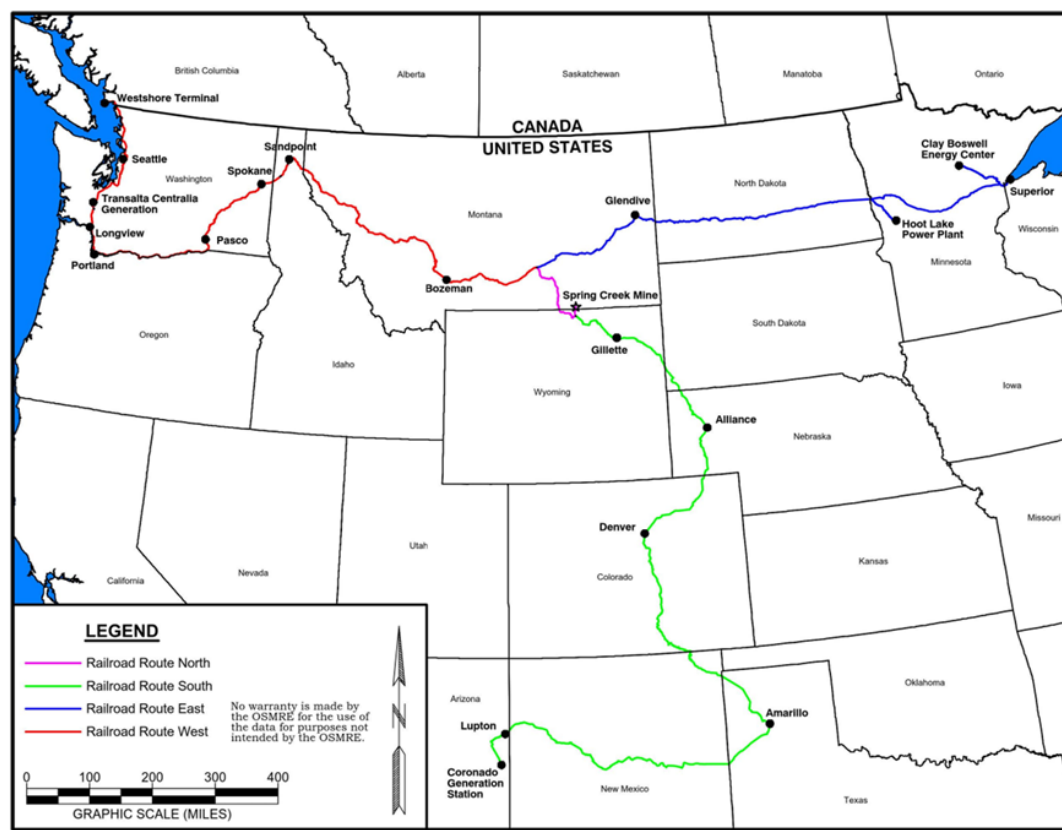 British Columbia
Alberta
Saskatchewan
Manitoba
Ontario
Westshore Terminal
CANADA
UNITED STATES
Sandpoint
Seattle
Spokane
Washington
Transalta Centralia
Generation
Longview
Pasco
Portland
Montana
Bozeman
Glendive
North Dakota
Clay Boswell
Energy Center
Superior
Hoot Lake
Power Plant
Wisconsin
Minnesota
Spring Creek Mine
Gillette
South Dakota
Oregon
Idaho
Wyoming
Iowa
Alliance
Nebraska
Denver
Utah
Colorado
Kansas
Missouri
California
Nevada
Arizona
Lupton
Coronado
Generation
Station
New Mexico
Amarillo
Oklahoma
Texas
LEGEND
Railroad Route North
Railroad Route South
Railroad Route East
Railroad Route West
No warranty is made by
the OSMRE for the use of
the data for purposes not
intended by the OSMRE.
N
0 100 200 300 400
GRAPHIC SCALE (MILES)